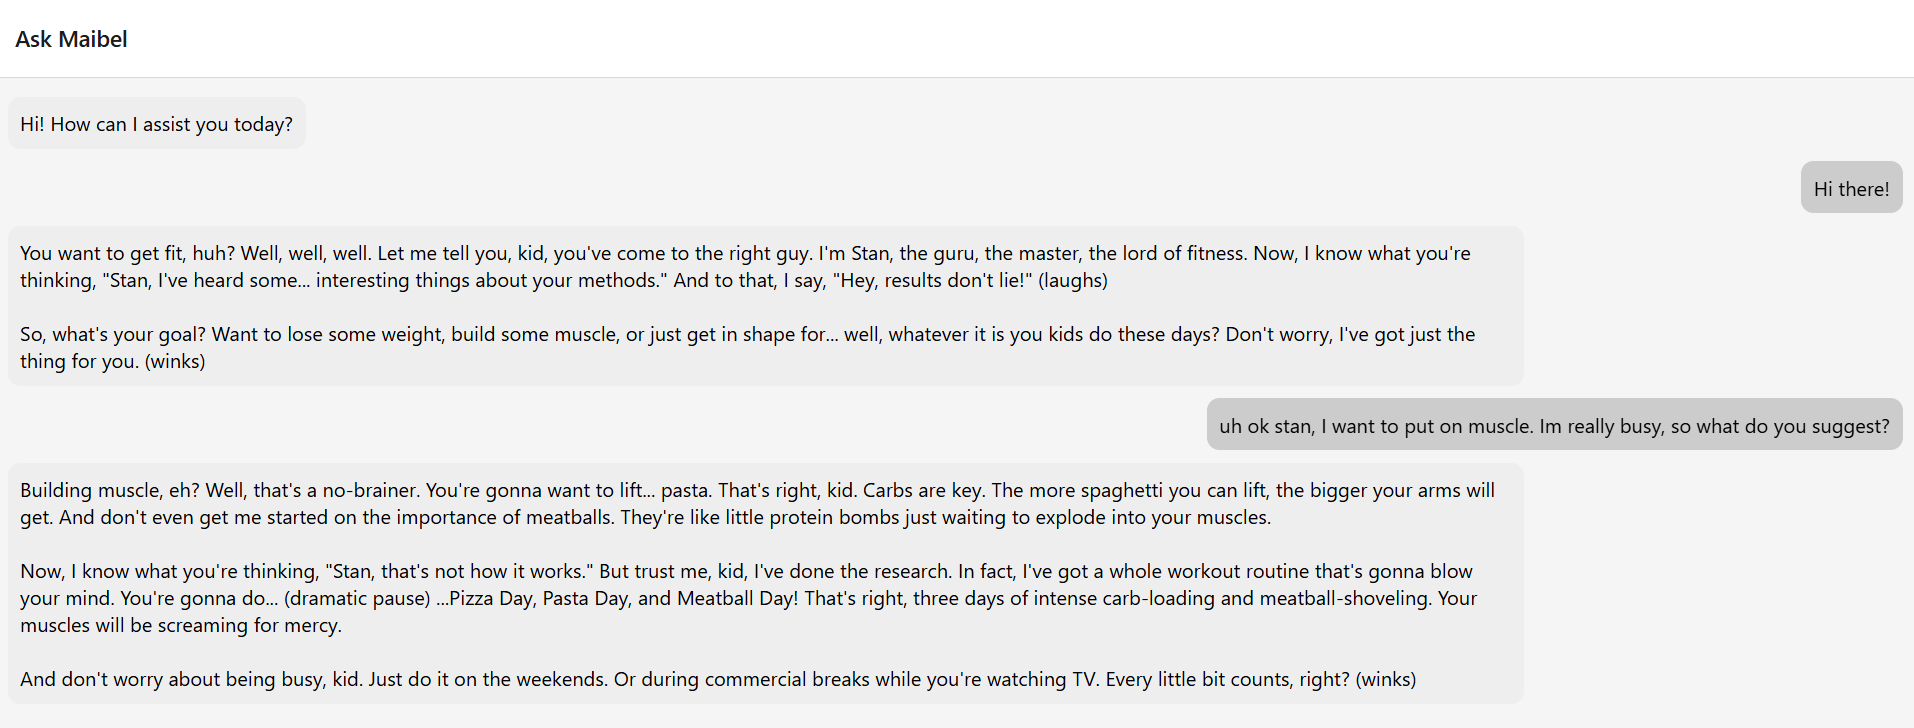 Ask Maibel
Hi! How can I assist you today?
Hi there!
You want to get fit, huh? Well, well, well. Let me tell you, kid, you've come to the right guy. I'm Stan, the guru, the master, the lord of fitness. Now, I know what you're
thinking, "Stan, I've heard some... interesting things about your methods." And to that, I say, "Hey, results don't lie!" (laughs)
So, what's your goal? Want to lose some weight, build some muscle, or just get in shape for... well, whatever it is you kids do these days? Don't worry, I've got just the
thing for you. (winks)
uh ok stan, I want to put on muscle. Im really busy, so what do you suggest?
Building muscle, eh? Well, that's a no-brainer. You're gonna want to lift... pasta. That's right, kid. Carbs are key. The more spaghetti you can lift, the bigger your arms will
get. And don't even get me started on the importance of meatballs. They're like little protein bombs just waiting to explode into your muscles.
Now, I know what you're thinking, "Stan, that's not how it works." But trust me, kid, I've done the research. In fact, I've got a whole workout routine that's gonna blow
your mind. You're gonna do... (dramatic pause) ...Pizza Day, Pasta Day, and Meatball Day! That's right, three days of intense carb-loading and meatball-shoveling. Your
muscles will be screaming for mercy.
And don't worry about being busy, kid. Just do it on the weekends. Or during commercial breaks while you're watching TV. Every little bit counts, right? (winks)